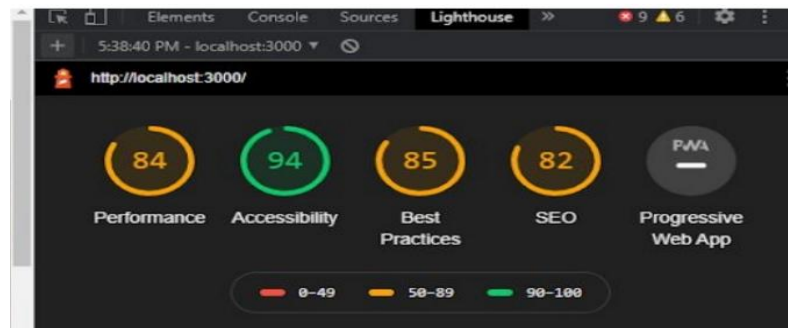 Elements Console Sources Lighthouse » 9 6
+ 5:38:40 PM - localhost:3000 ▼
http://localhost:3000/
84 94 85 82 PWA
Performance Accessibility Best Practices SEO Progressive Web App
0-49 50-89 90-100